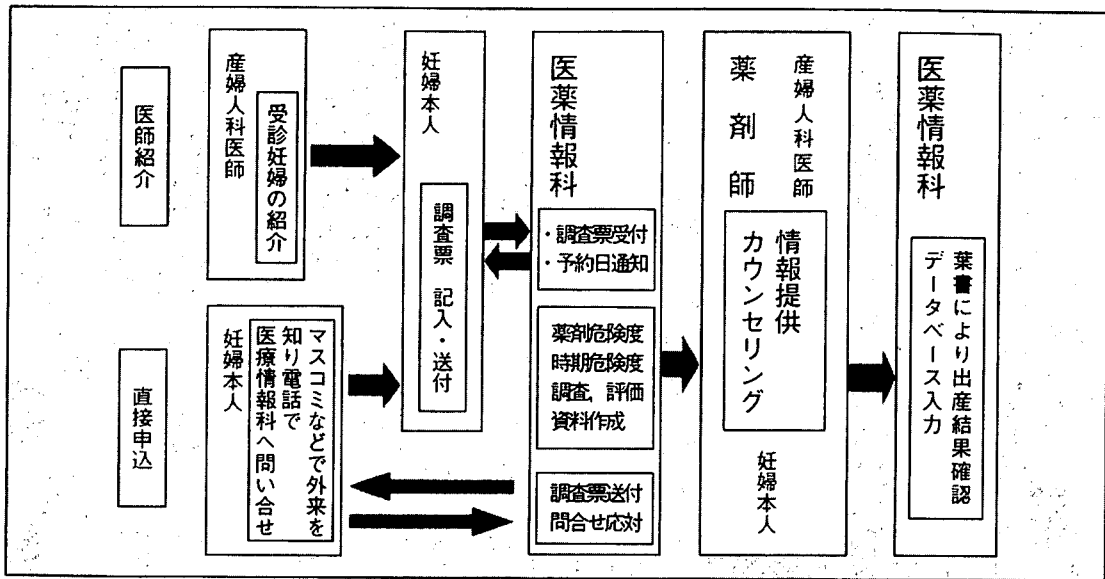 医師紹介
産婦人科医師
受診妊婦の紹介
直接申込
妊婦本人
マスコミなどで外来を
知り電話で
医療情報科へ問い合せ
妊婦本人
調査票 記入・送付
医薬情報科
・調査票受付
・予約日通知
薬剤危険度
時期危険度
調査,評価
資料作成
調査票送付
問合せ応対
産婦人科医師
薬剤師
情報提供
カウンセリング
妊婦本人
医薬情報科
葉書により出産結果確認
データベース入力